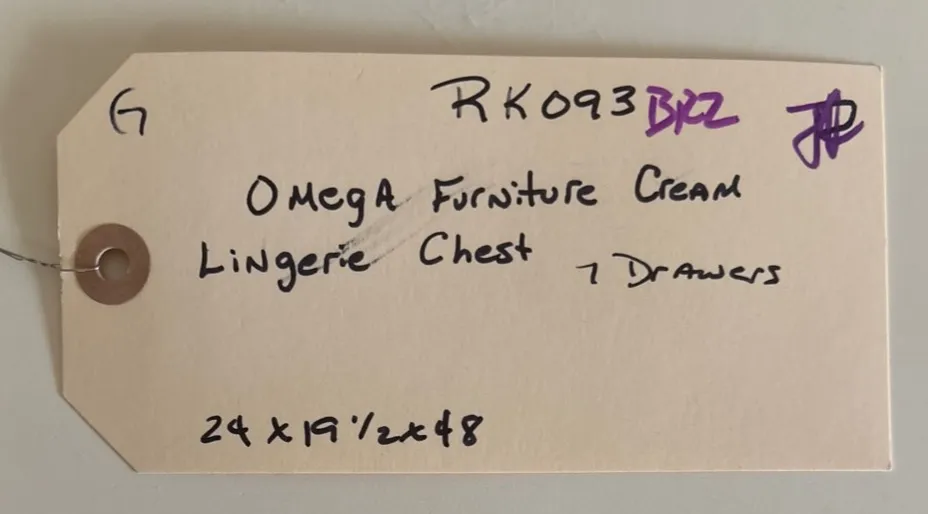 G RK093 BRZ
OMegA FurNiture CreaM
LiNgerie Chest 7 DrAwers
24 x 19 1/2 x 48